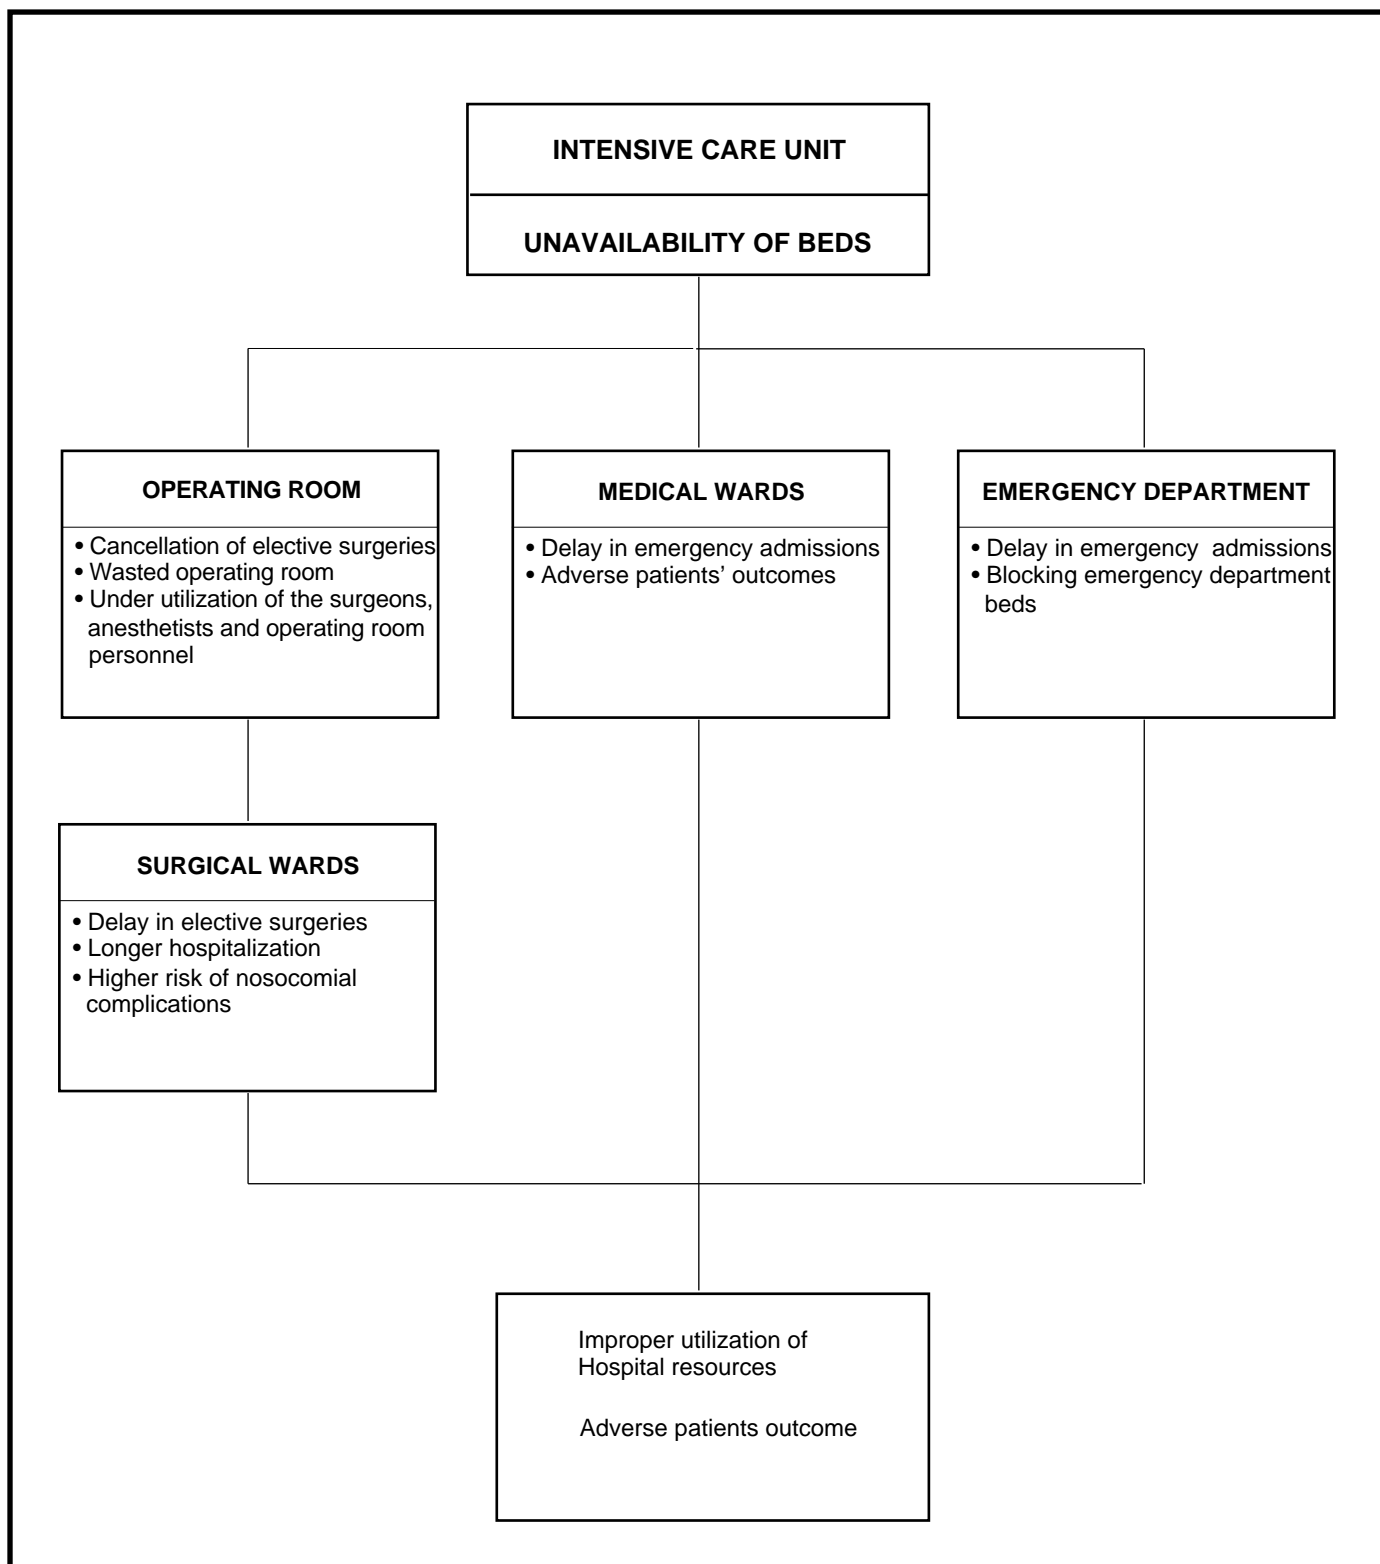 INTENSIVE CARE UNIT
UNAVAILABILITY OF BEDS
OPERATING ROOM
• Cancellation of elective surgeries
• Wasted operating room
• Under utilization of the surgeons,
anesthetists and operating room
personnel
MEDICAL WARDS
• Delay in emergency admissions
• Adverse patients’ outcomes
EMERGENCY DEPARTMENT
• Delay in emergency  admissions
• Blocking emergency department
beds
SURGICAL WARDS
• Delay in elective surgeries
• Longer hospitalization
• Higher risk of nosocomial
complications
Improper utilization of
Hospital resources
Adverse patients outcome